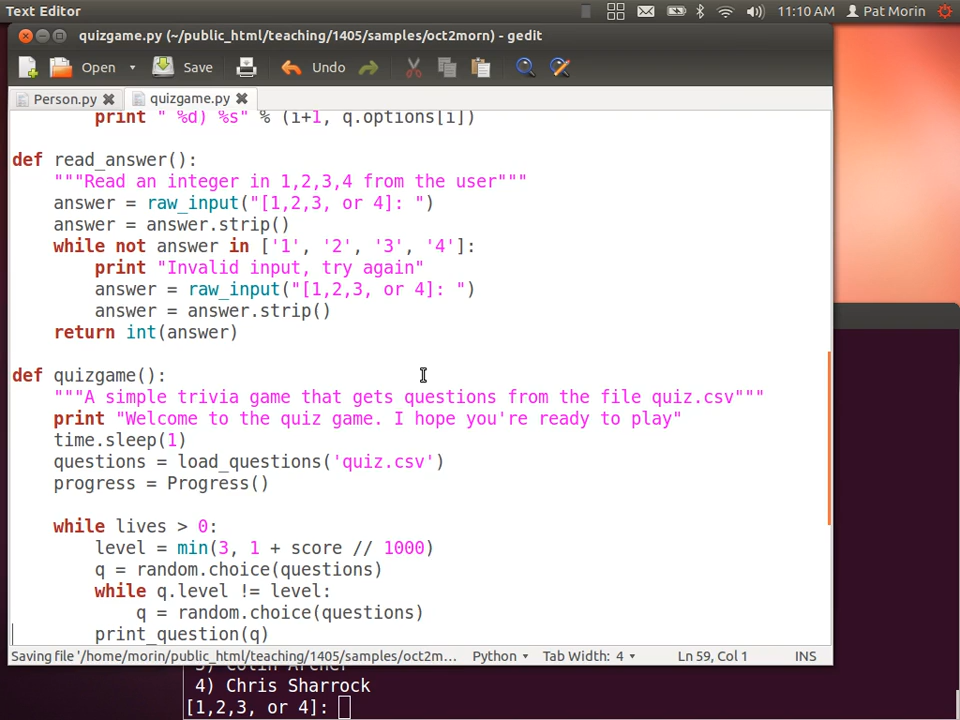 Text Editor
11:10 AM
Pat Morin
quizgame.py (~/public_html/teaching/1405/samples/oct2morn) - gedit
Open
Save
Undo
Person.py
quizgame.py
print " %d) %s" % (i+1, q.options[i])
def read_answer():
"""Read an integer in 1,2,3,4 from the user"""
answer = raw_input("[1,2,3, or 4]: ")
answer = answer.strip()
while not answer in ['1', '2', '3', '4']:
print "Invalid input, try again"
answer = raw_input("[1,2,3, or 4]: ")
answer = answer.strip()
return int(answer)
def quizgame():
"""A simple trivia game that gets questions from the file quiz.csv"""
print "Welcome to the quiz game. I hope you're ready to play"
time.sleep(1)
questions = load_questions('quiz.csv')
progress = Progress()
while lives > 0:
level = min(3, 1 + score // 1000)
q = random.choice(questions)
while q.level != level:
q = random.choice(questions)
print_question(q)
Saving file '/home/morin/public_html/teaching/1405/samples/oct2m...
Python
Tab Width: 4
Ln 59, Col 1
INS
3) Colin Archer
4) Chris Sharrock
[1,2,3, or 4]: